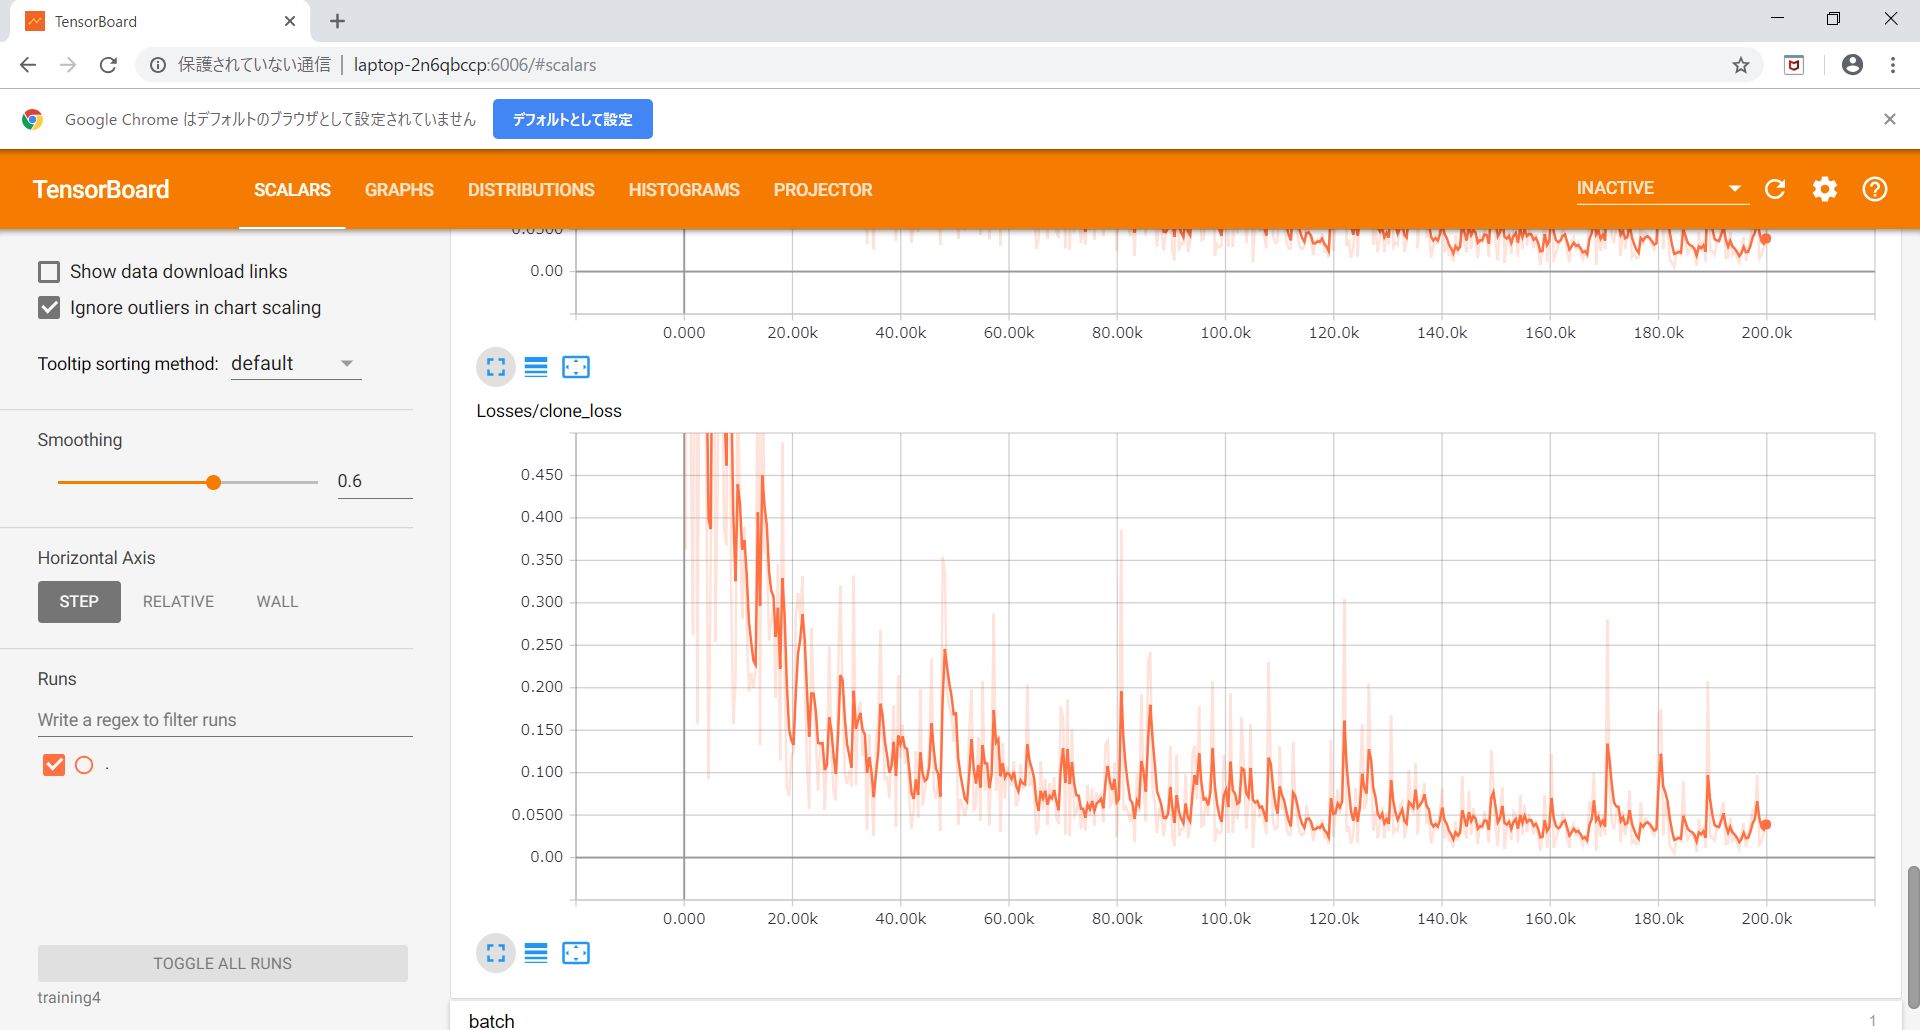 TensorBoard
保護されていない通信 | laptop-2n6qbccp:6006/#scalars
Google Chrome はデフォルトのブラウザとして設定されていません デフォルトとして設定
TensorBoard SCALARS GRAPHS DISTRIBUTIONS HISTOGRAMS PROJECTOR INACTIVE
Show data download links
Ignore outliers in chart scaling
Tooltip sorting method: default
Smoothing
0.6
Horizontal Axis
STEP RELATIVE WALL
Runs
Write a regex to filter runs
.
TOGGLE ALL RUNS
training4
0.0500
0.00
0.000 20.00k 40.00k 60.00k 80.00k 100.0k 120.0k 140.0k 160.0k 180.0k 200.0k
Losses/clone_loss
0.450
0.400
0.350
0.300
0.250
0.200
0.150
0.100
0.0500
0.00
0.000 20.00k 40.00k 60.00k 80.00k 100.0k 120.0k 140.0k 160.0k 180.0k 200.0k
batch 1